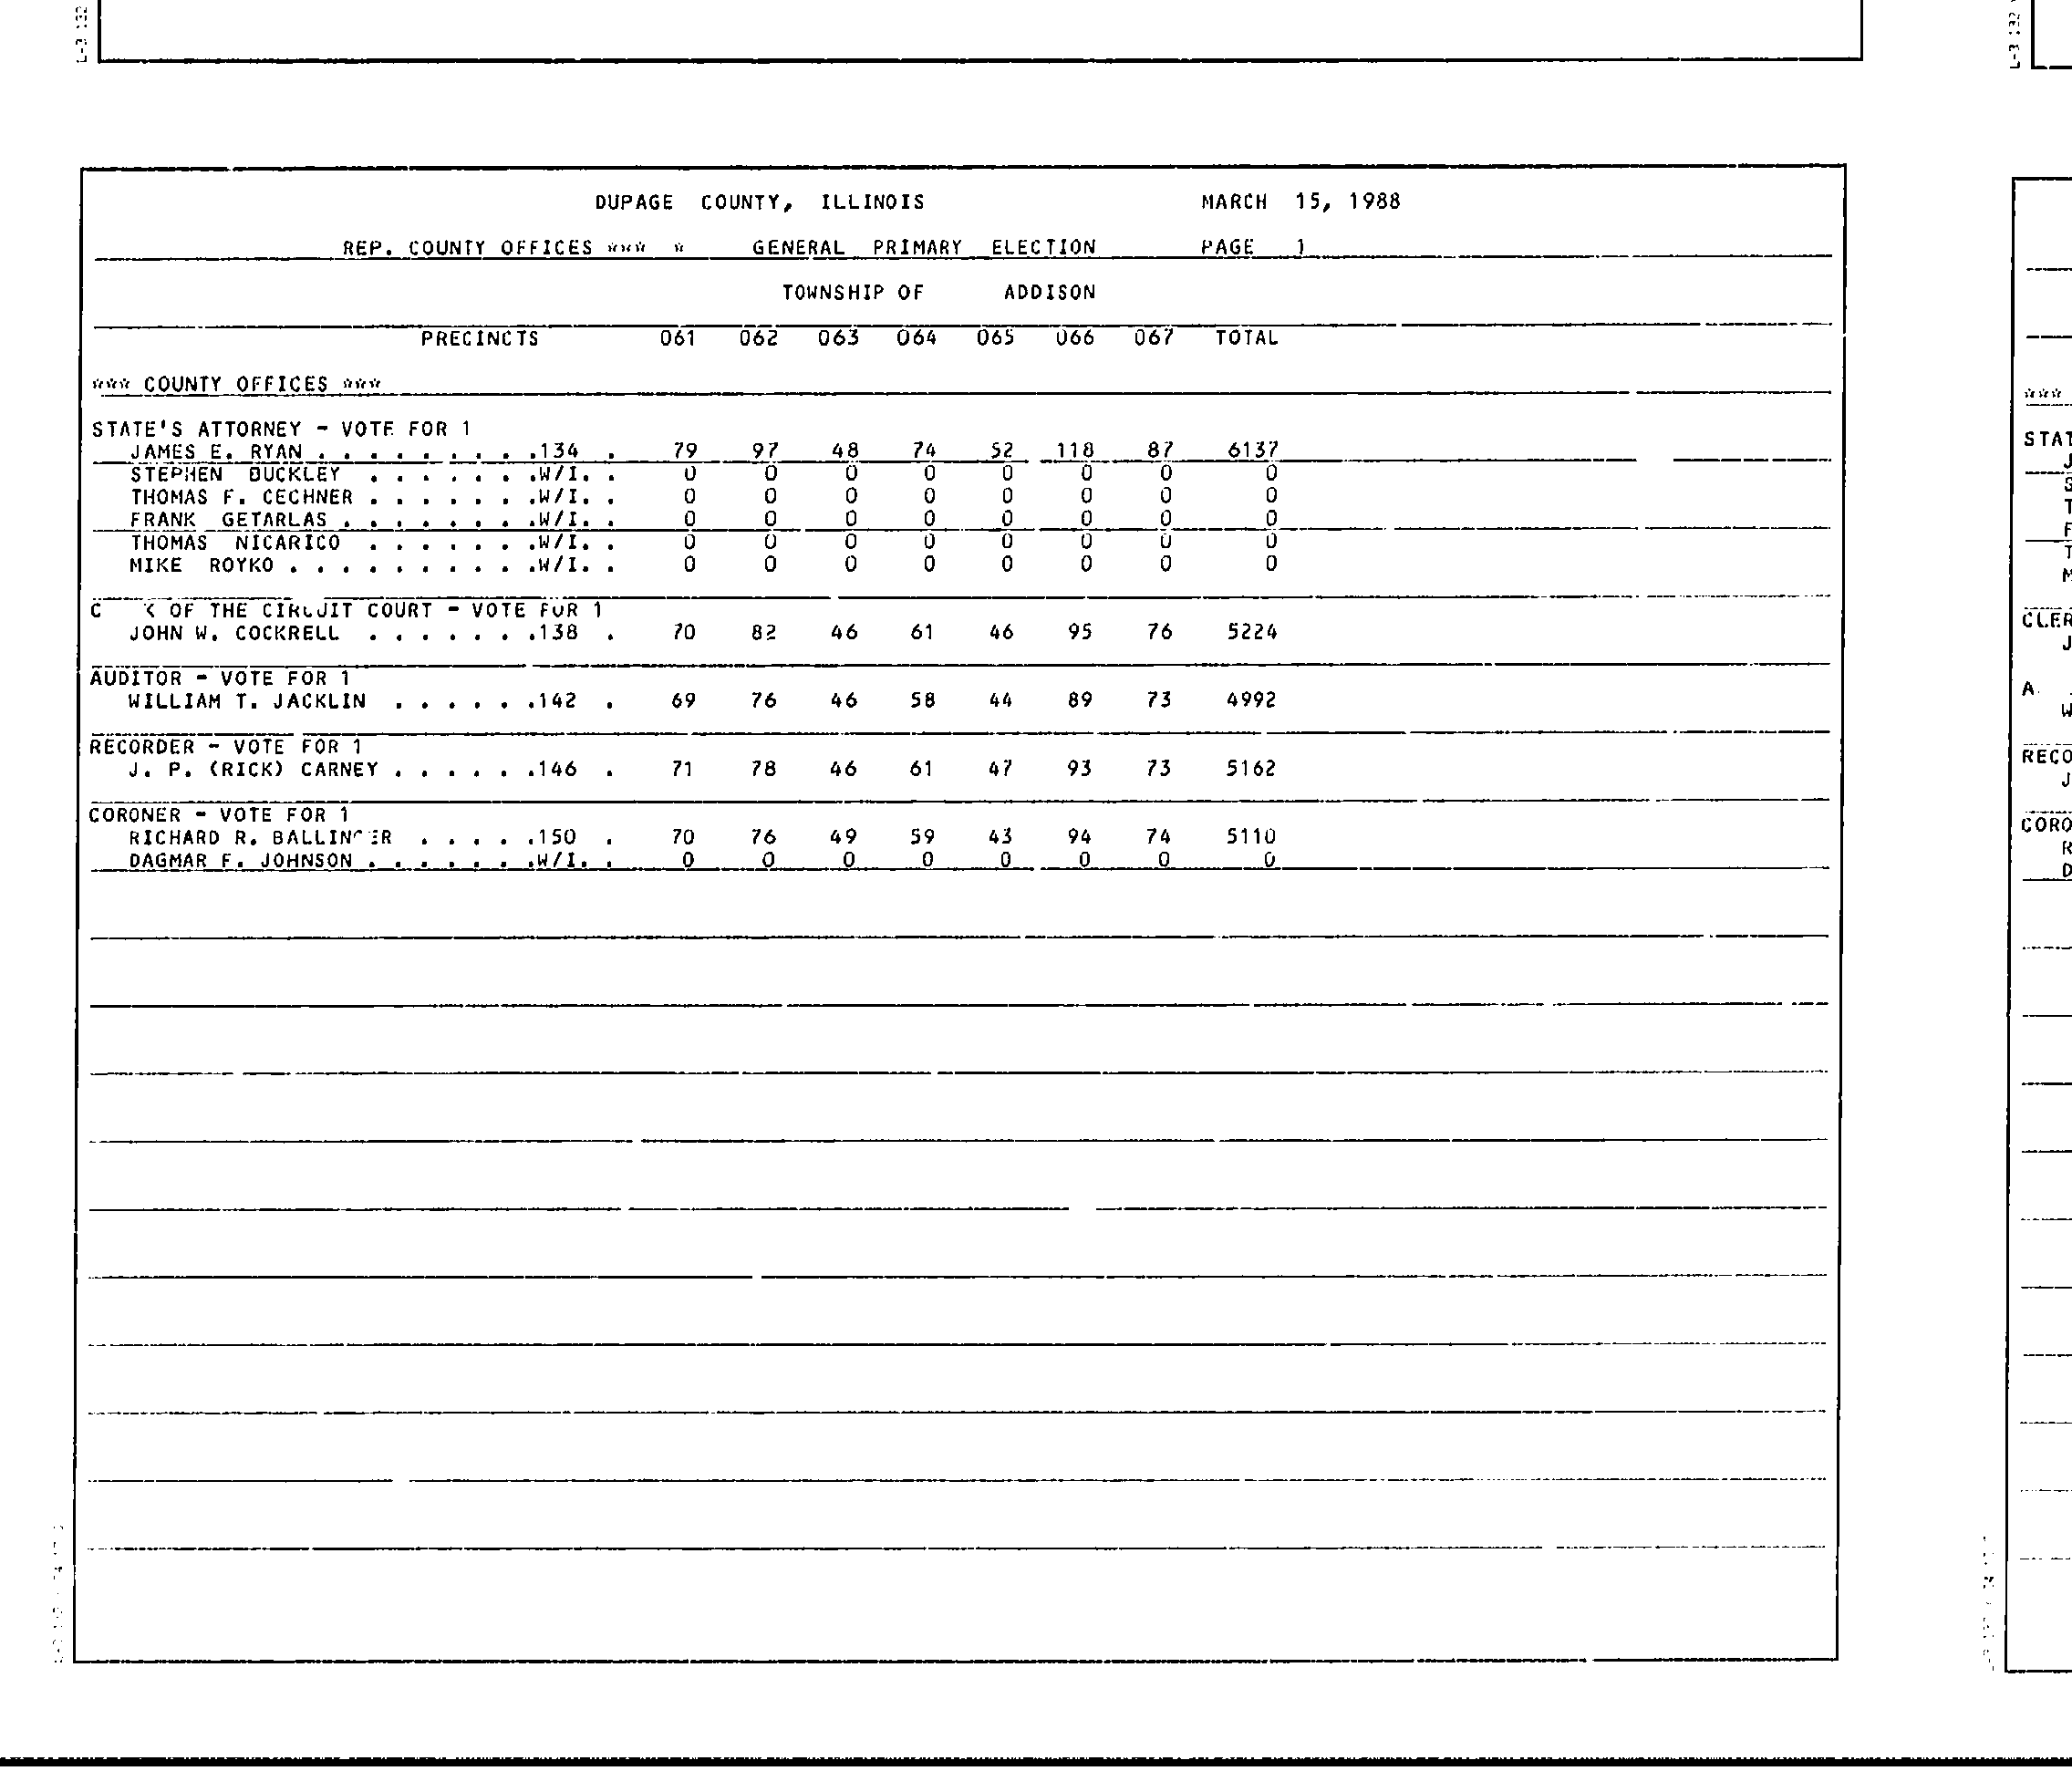 L-3 132
L-3 132
DUPAGE COUNTY, ILLINOIS MARCH 15, 1988
REP. COUNTY OFFICES *** * GENERAL PRIMARY ELECTION PAGE 1
TOWNSHIP OF ADDISON
PRECINCTS 061 062 063 064 065 066 067 TOTAL
*** COUNTY OFFICES ***
STATE'S ATTORNEY - VOTE FOR 1
JAMES E. RYAN . . . . . . . . .134 . 79 97 48 74 52 118 87 6137
STEPHEN BUCKLEY . . . . . . .W/I. . 0 0 0 0 0 0 0 0
THOMAS F. CECHNER . . . . . . .W/I. . 0 0 0 0 0 0 0 0
FRANK GETARLAS . . . . . . . .W/I. . 0 0 0 0 0 0 0 0
THOMAS NICARICO . . . . . . .W/I. . 0 0 0 0 0 0 0 0
MIKE ROYKO . . . . . . . . . .W/I. . 0 0 0 0 0 0 0 0
C K OF THE CIRCUIT COURT - VOTE FOR 1
JOHN W. COCKRELL . . . . . . .138 . 70 82 46 61 46 95 76 5224
AUDITOR - VOTE FOR 1
WILLIAM T. JACKLIN . . . . . .142 . 69 76 46 58 44 89 73 4992
RECORDER - VOTE FOR 1
J. P. (RICK) CARNEY . . . . . .146 . 71 78 46 61 47 93 73 5162
CORONER - VOTE FOR 1
RICHARD R. BALLINGER . . . . .150 . 70 76 49 59 43 94 74 5110
DAGMAR F. JOHNSON . . . . . . .W/I. . 0 0 0 0 0 0 0 0
***
STAT
J
S
T
F
T
M
CLER
J
A
W
RECO
J
CORO
R
D